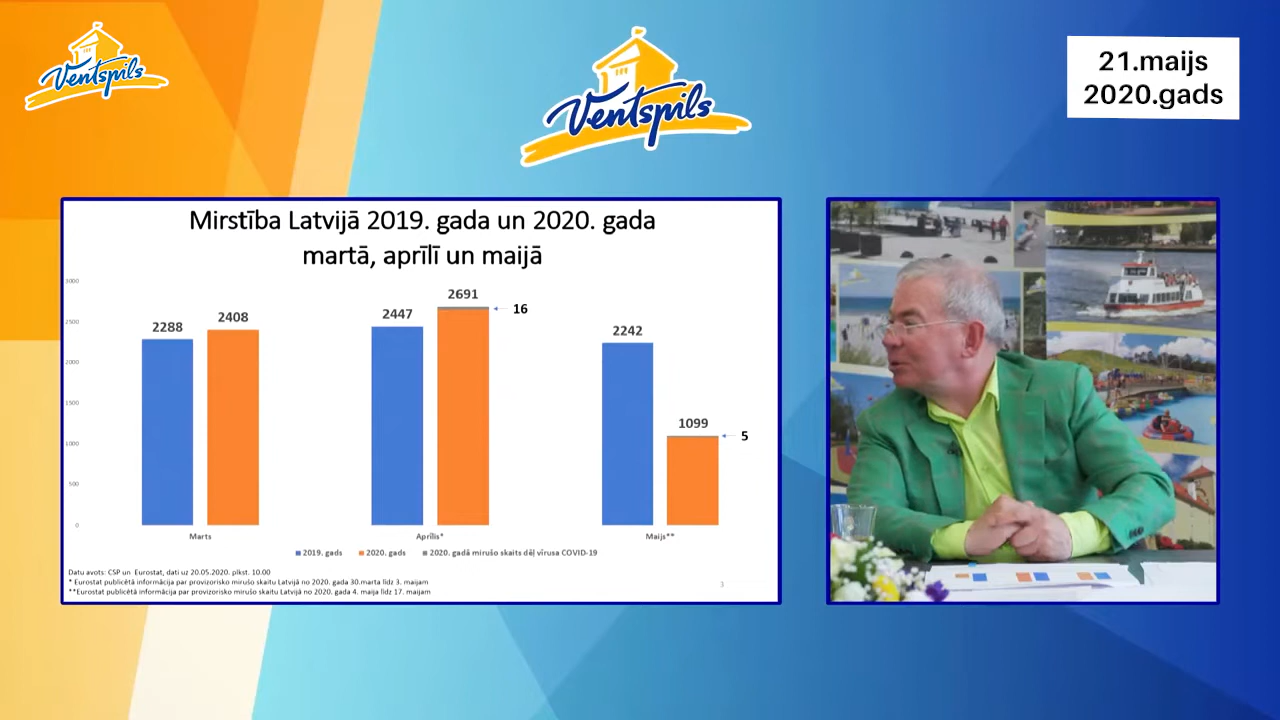 Ventspils
Ventspils
21.maijs
2020.gads
Mirstība Latvijā 2019. gada un 2020. gada
martā, aprīlī un maijā
3000
2500
2000
1500
1000
500
0
2288
2408
2447
2691
16
2242
1099
5
Marts
Aprīlis*
Maijs**
2019. gads
2020. gads
2020. gadā mirušo skaits dēļ vīrusa COVID-19
Datu avots: CSP un Eurostat, dati uz 20.05.2020. plkst. 10.00
* Eurostat publicētā informācija par provizorisko mirušo skaitu Latvijā no 2020. gada 30.marta līdz 3. maijam
**Eurostat publicētā informācija par provizorisko mirušo skaitu Latvijā no 2020. gada 4. maija līdz 17. maijam
3